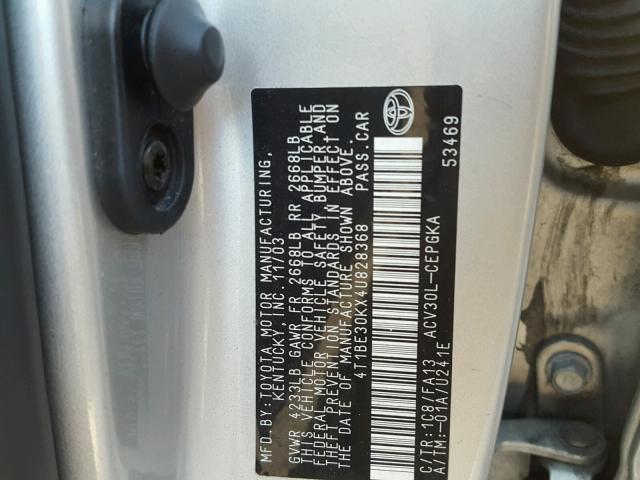 MFD.BY:TOYOTA MOTOR MANUFACTURING,
KENTUCKY, INC. 11/03
GVWR 4233LB GAWR FR 2668LB RR 2668LB
THIS VEHICLE CONFORMS TO ALL APPLICABLE
FEDERAL MOTOR VEHICLE SAFETY, BUMPER AND
THEFT PREVENTION STANDARDS IN EFFECT ON
THE DATE OF MANUFACTURE SHOWN ABOVE.
4T1BE30KX4U828368 PASS.CAR
C/TR:1C8/FA13 ACV30L-CEPGKA
A/TM:-01A/U241E
53469